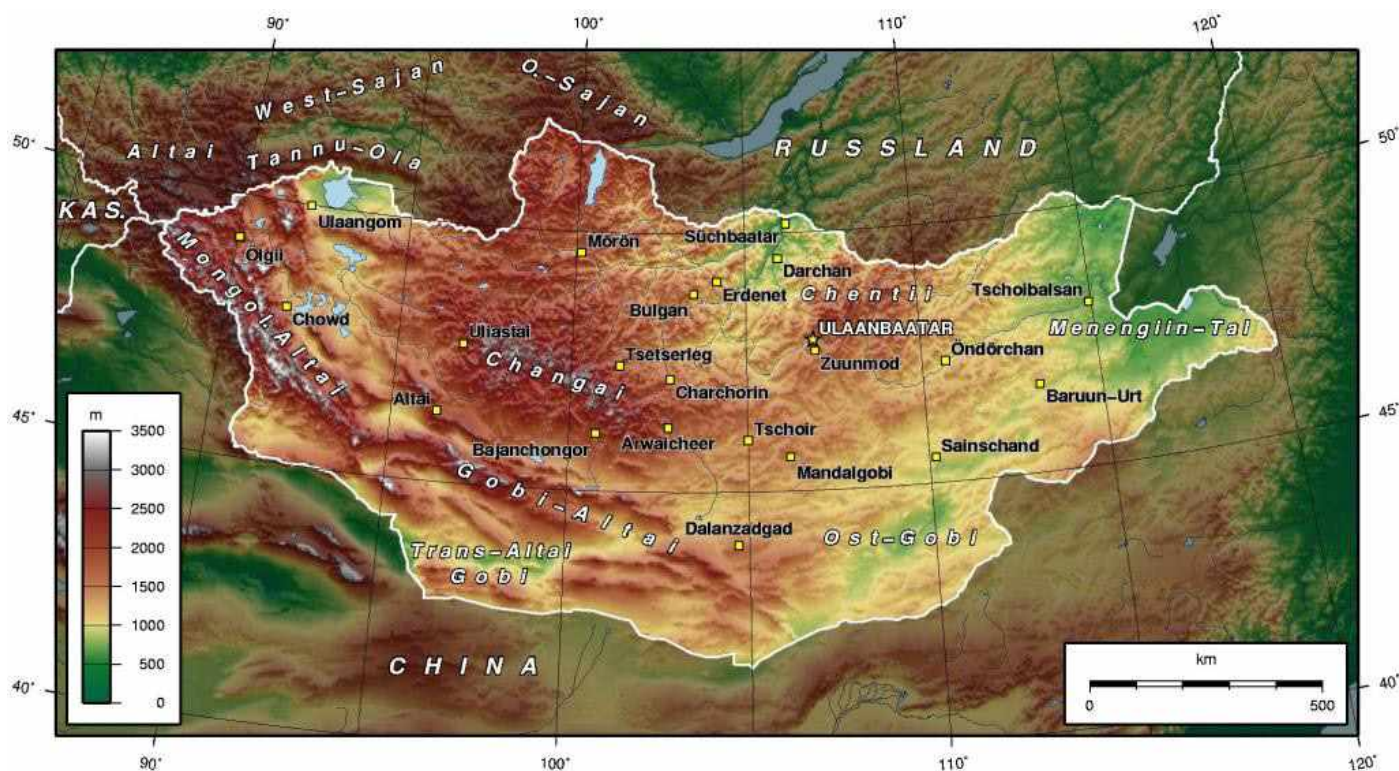 90° 100° 110° 120°
West-Sajan
O.-Sajan
50°
Altai
Tannu-Ola
RUSSLAND
50°
KAS.
Ulaangom
Ölgii
Mongol-Altai
Mörön
Süchbaatar
Darchan
Erdenet
Chentii
Tschoibalsan
Bulgan
Chowd
Uliastai
ULAANBAATAR
Menengiin-Tal
Tsetserleg
Zuunmod
Öndörchan
Changai
Charchorin
Baruun-Urt
Altai
45°
45°
Bajanchongor
Arwaicheer
Tschoir
Sainschand
Mandalgobi
Gobi-Altai
Dalanzadgad
Ost-Gobi
Trans-Altai
Gobi
m
3500
3000
2500
2000
1500
1000
500
0
CHINA
km
0 500
40°
40°
90° 100° 110° 120°